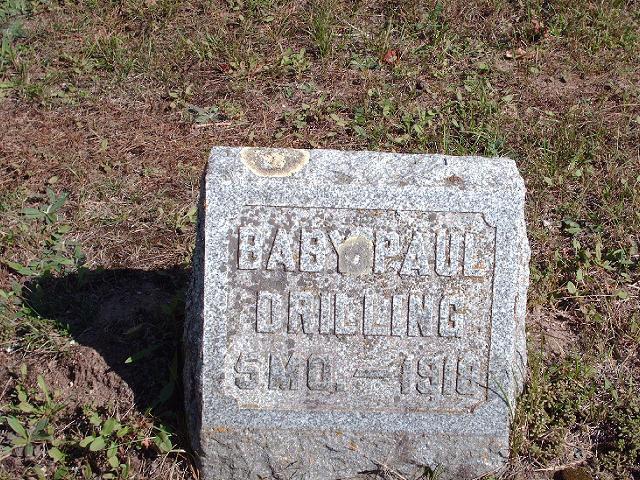 BABY PAUL
DRILLING
5 MO. — 1918